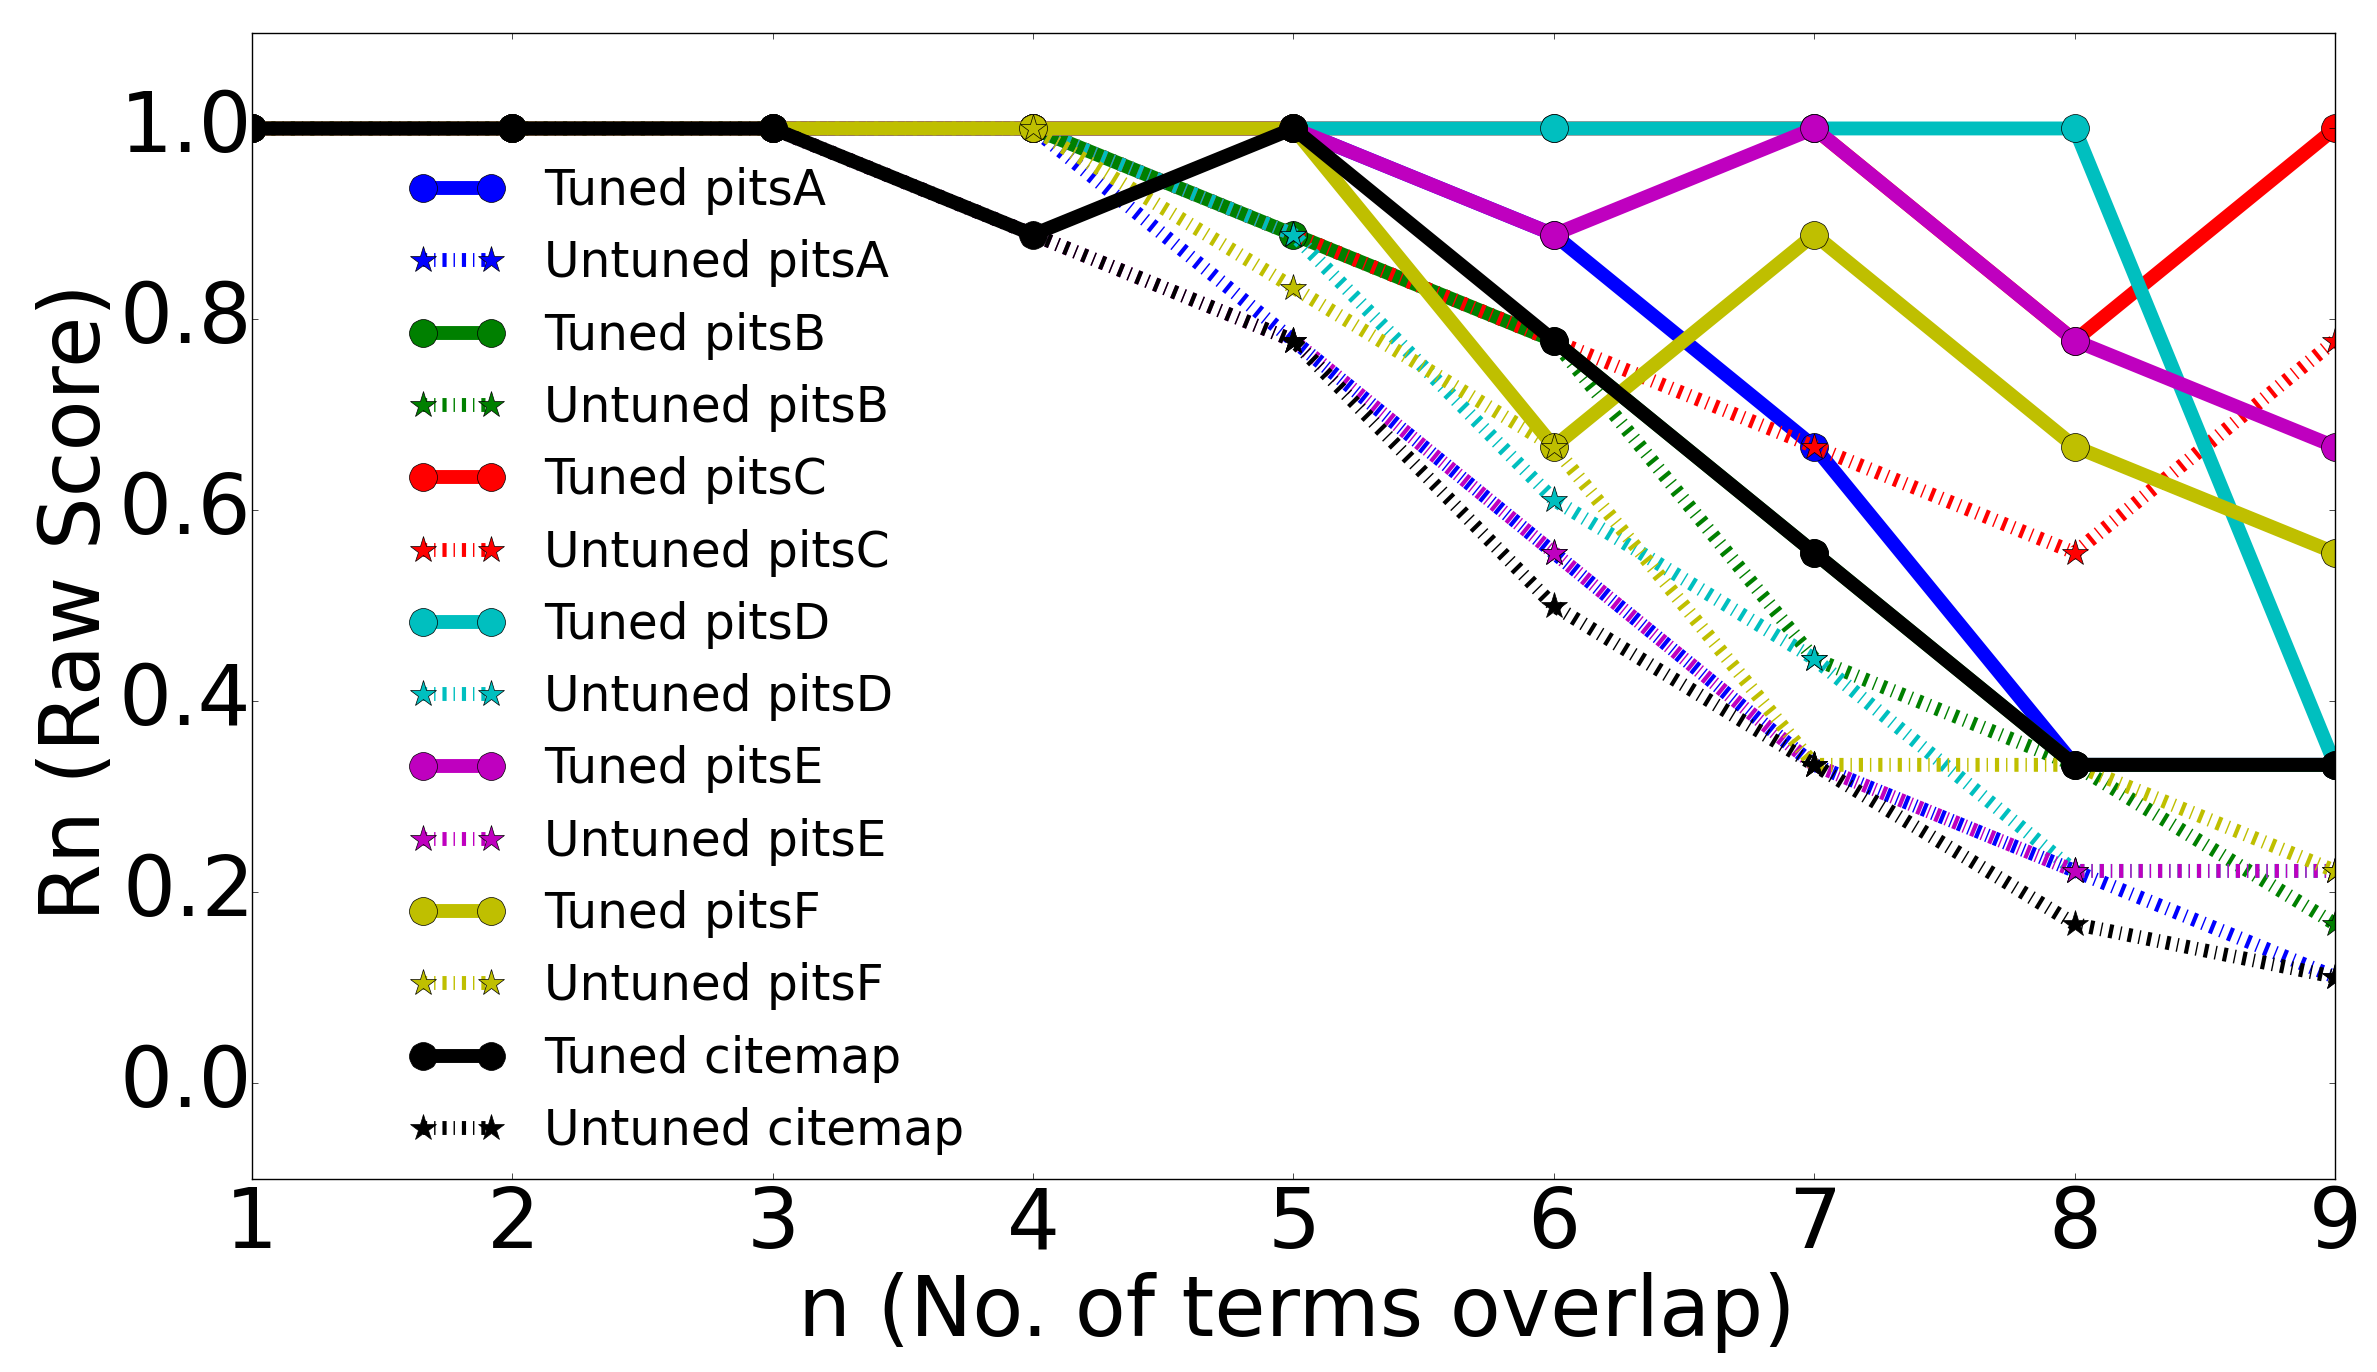 Rn (Raw Score)
1.0
0.8
0.6
0.4
0.2
0.0
Tuned pitsA
Untuned pitsA
Tuned pitsB
Untuned pitsB
Tuned pitsC
Untuned pitsC
Tuned pitsD
Untuned pitsD
Tuned pitsE
Untuned pitsE
Tuned pitsF
Untuned pitsF
Tuned citemap
Untuned citemap
1 2 3 4 5 6 7 8 9
n (No. of terms overlap)